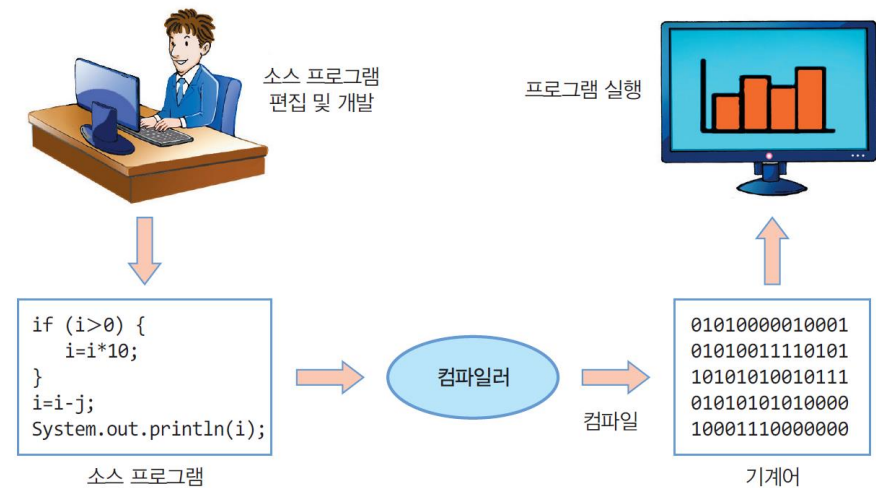 소스 프로그램
편집 및 개발
프로그램 실행
if (i>0) {
   i=i*10;
}
i=i-j;
System.out.println(i);
소스 프로그램
컴파일러
컴파일
01010000010001
01010011110101
10101010010111
01010101010000
10001110000000
기계어